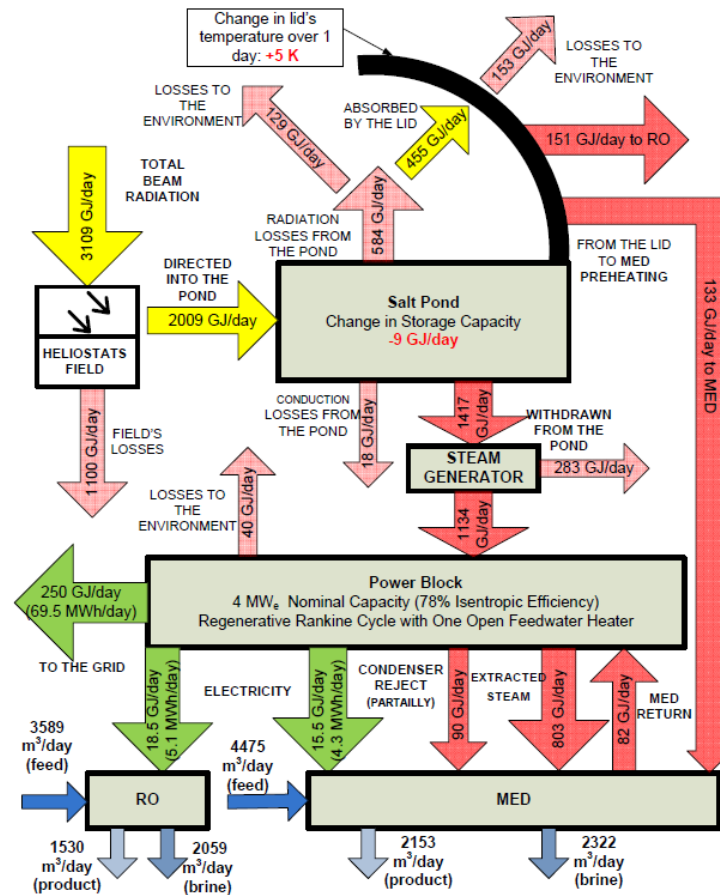 Change in lid's
temperature over 1
day: +5 K
LOSSES TO
THE
ENVIRONMENT
153 GJ/day
LOSSES TO
THE
ENVIRONMENT
129 GJ/day
ABSORBED
BY THE LID
455 GJ/day
151 GJ/day to RO
TOTAL
BEAM
RADIATION
3109 GJ/day
RADIATION
LOSSES FROM
THE POND
584 GJ/day
FROM THE LID
TO MED
PREHEATING
133 GJ/day to MED
DIRECTED
INTO THE
POND
2009 GJ/day
Salt Pond
Change in Storage Capacity
-9 GJ/day
HELIOSTATS
FIELD
FIELD'S
LOSSES
1100 GJ/day
CONDUCTION
LOSSES FROM
THE POND
18 GJ/day
1417
GJ/day
WITHDRAWN
FROM THE
POND
STEAM
GENERATOR
283 GJ/day
LOSSES TO
THE
ENVIRONMENT
40 GJ/day
1134
GJ/day
250 GJ/day
(69.5 MWh/day)
TO THE GRID
Power Block
4 MWe Nominal Capacity (78% Isentropic Efficiency)
Regenerative Rankine Cycle with One Open Feedwater Heater
18.5 GJ/day
(5.1 MWh/day)
ELECTRICITY
15.5 GJ/day
(4.3 MWh/day)
CONDENSER
REJECT
(PARTAILLY)
90 GJ/day
EXTRACTED
STEAM
803 GJ/day
82 GJ/day
MED
RETURN
3589
m³/day
(feed)
4475
m³/day
(feed)
RO
MED
1530
m³/day
(product)
2059
m³/day
(brine)
2153
m³/day
(product)
2322
m³/day
(brine)